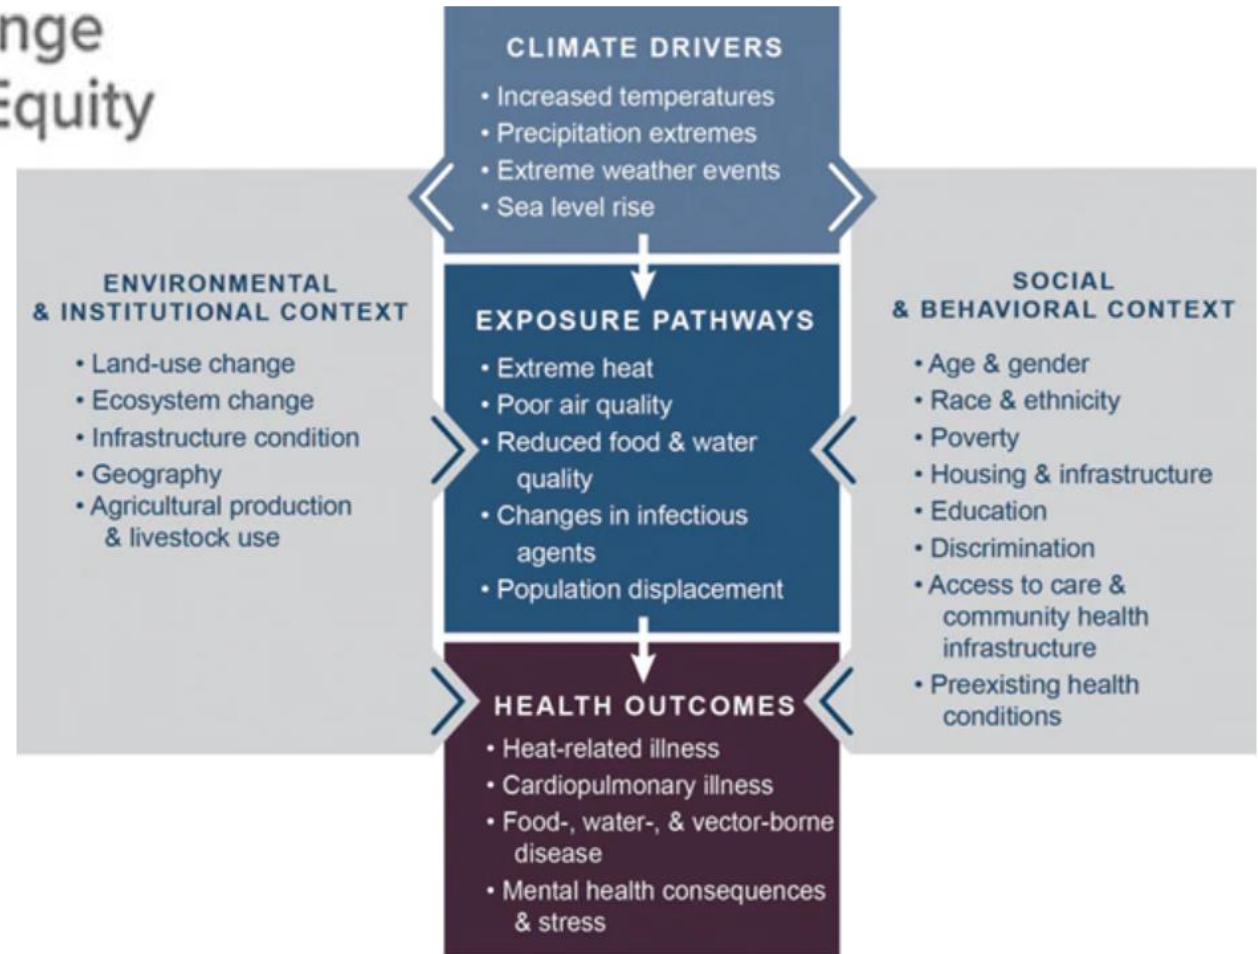 nge
Equity
CLIMATE DRIVERS
• Increased temperatures
• Precipitation extremes
• Extreme weather events
• Sea level rise
ENVIRONMENTAL
& INSTITUTIONAL CONTEXT
• Land-use change
• Ecosystem change
• Infrastructure condition
• Geography
• Agricultural production
& livestock use
EXPOSURE PATHWAYS
• Extreme heat
• Poor air quality
• Reduced food & water
quality
• Changes in infectious
agents
• Population displacement
SOCIAL
& BEHAVIORAL CONTEXT
• Age & gender
• Race & ethnicity
• Poverty
• Housing & infrastructure
• Education
• Discrimination
• Access to care &
community health
infrastructure
• Preexisting health
conditions
HEALTH OUTCOMES
• Heat-related illness
• Cardiopulmonary illness
• Food-, water-, & vector-borne
disease
• Mental health consequences
& stress